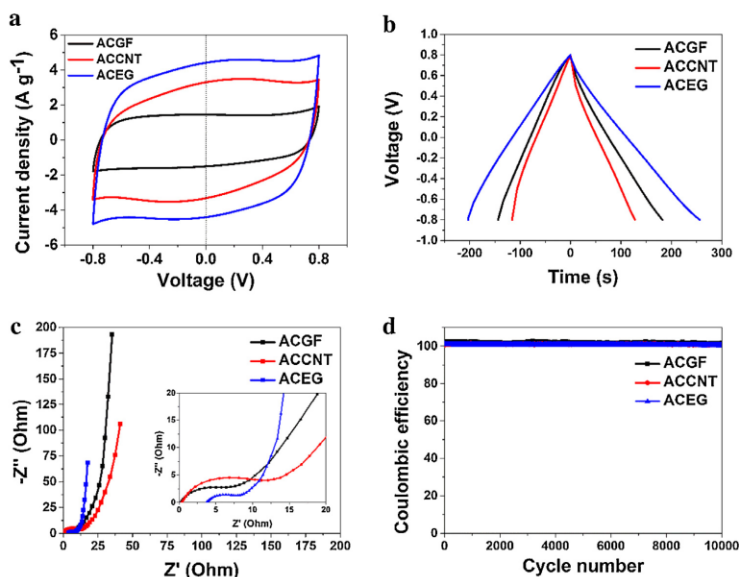 a
6
4
2
0
-2
-4
-6
Current density (A g⁻¹)
ACGF
ACCNT
ACEG
-0.8
-0.4
0.0
0.4
0.8
Voltage (V)
b
1.0
0.8
0.6
0.4
0.2
0.0
-0.2
-0.4
-0.6
-0.8
-1.0
Voltage (V)
ACGF
ACCNT
ACEG
-200
-100
0
100
200
300
Time (s)
c
200
175
150
125
100
75
50
25
0
-Z'' (Ohm)
ACGF
ACCNT
ACEG
20
15
10
5
0
-Z'' (Ohm)
0
5
10
15
20
Z' (Ohm)
0
25
50
75
100
125
150
175
200
Z' (Ohm)
d
100
80
60
40
20
0
Coulombic efficiency
ACGF
ACCNT
ACEG
0
2000
4000
6000
8000
10000
Cycle number